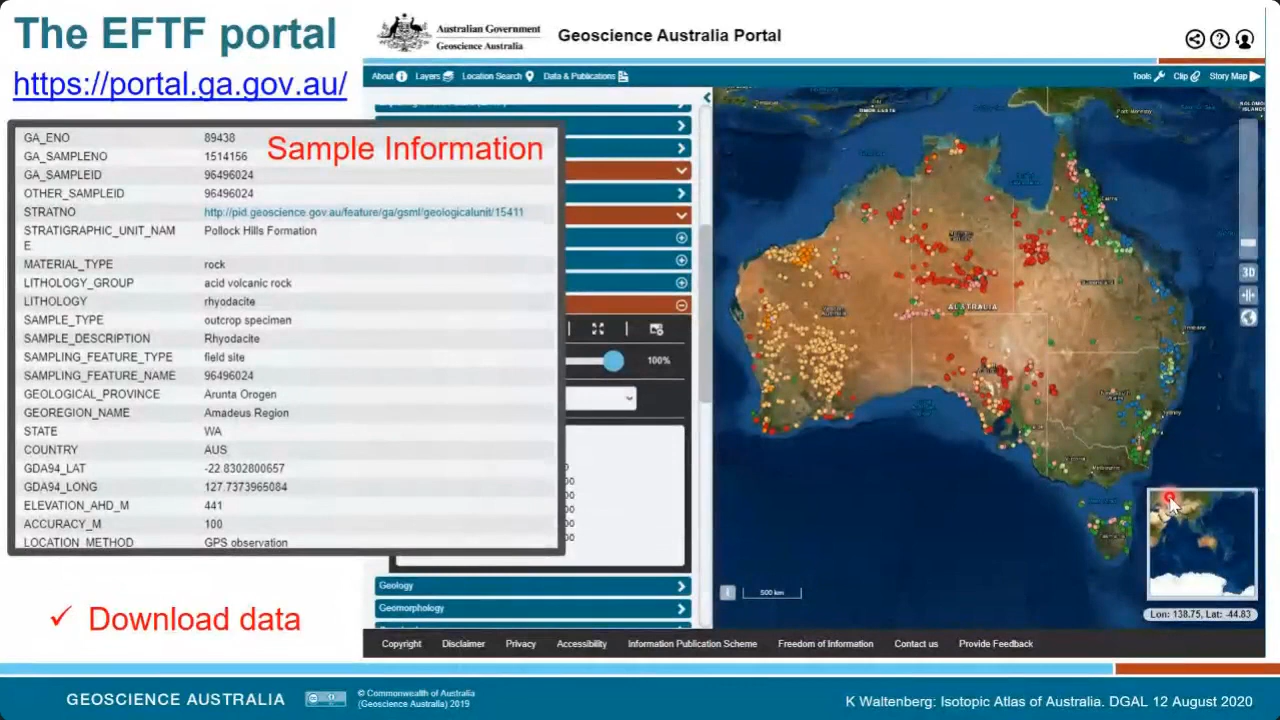 The EFTF portal
https://portal.ga.gov.au/
Australian Government
Geoscience Australia
Geoscience Australia Portal
About
Layers
Location Search
Data & Publications
Tools
Clip
Story Map
Sample Information
GA_ENO 89438
GA_SAMPLENO 1514156
GA_SAMPLEID 96496024
OTHER_SAMPLEID 96496024
STRATNO http://pid.geoscience.gov.au/feature/ga/gsml/geologicalunit/15411
STRATIGRAPHIC_UNIT_NAM Pollock Hills Formation
E
MATERIAL_TYPE rock
LITHOLOGY_GROUP acid volcanic rock
LITHOLOGY rhyodacite
SAMPLE_TYPE outcrop specimen
SAMPLE_DESCRIPTION Rhyodacite
SAMPLING_FEATURE_TYPE field site
SAMPLING_FEATURE_NAME 96496024
GEOLOGICAL_PROVINCE Arunta Orogen
GEOREGION_NAME Amadeus Region
STATE WA
COUNTRY AUS
GDA94_LAT -22.8302800657
GDA94_LONG 127.7373965084
ELEVATION_AHD_M 441
ACCURACY_M 100
LOCATION_METHOD GPS observation
100%
00
00
00
00
Geology
Geomorphology
3D
AUSTRALIA
500 km
Lon: 138.75, Lat: -44.83
✓ Download data
Copyright
Disclaimer
Privacy
Accessibility
Information Publication Scheme
Freedom of Information
Contact us
Provide Feedback
GEOSCIENCE AUSTRALIA
© Commonwealth of Australia
(Geoscience Australia) 2019
K Waltenberg: Isotopic Atlas of Australia. DGAL 12 August 2020